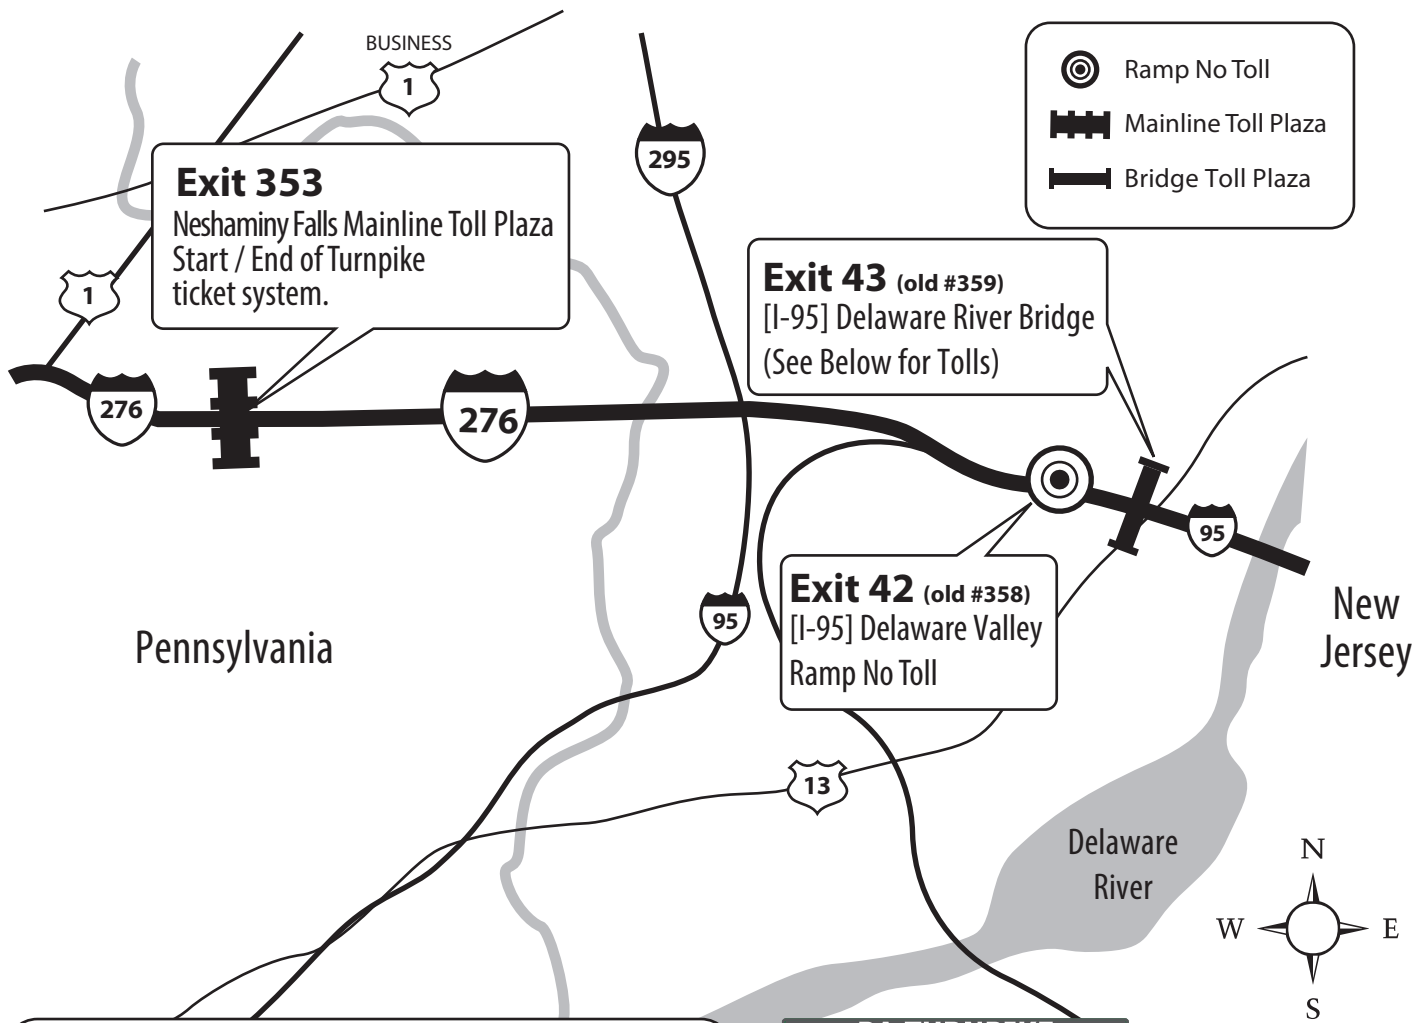 BUSINESS
1
295
Ramp No Toll
Mainline Toll Plaza
Bridge Toll Plaza
Exit 353
Neshaminy Falls Mainline Toll Plaza
Start / End of Turnpike
ticket system.
1
Exit 43 (old #359)
[I-95] Delaware River Bridge
(See Below for Tolls)
276
276
95
Exit 42 (old #358)
[I-95] Delaware Valley
Ramp No Toll
95
New
Jersey
Pennsylvania
13
Delaware
River
N
W
E
S
PA TURNPIKE